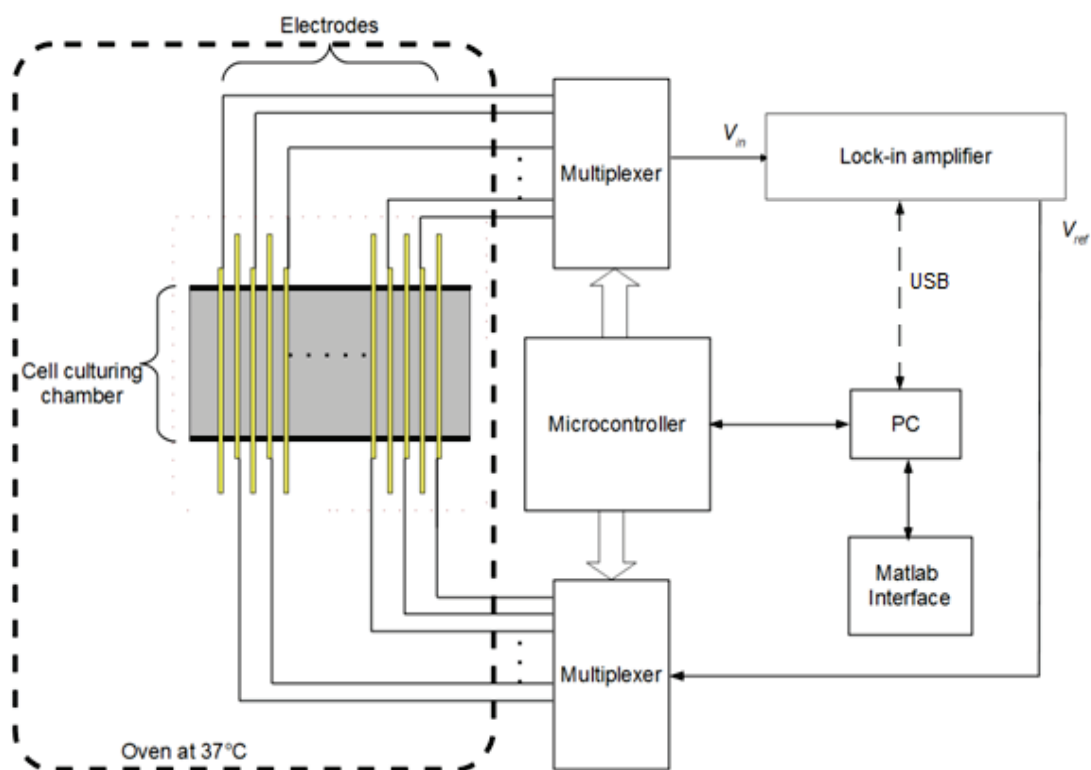 Electrodes
Multiplexer
V_in
Lock-in amplifier
V_ref
USB
Cell culturing
chamber
Microcontroller
PC
Matlab
Interface
Multiplexer
Oven at 37°C